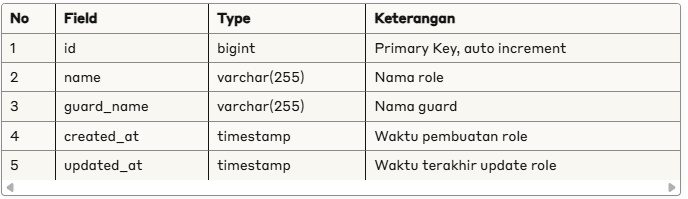 No Field Type Keterangan
1 id bigint Primary Key, auto increment
2 name varchar(255) Nama role
3 guard_name varchar(255) Nama guard
4 created_at timestamp Waktu pembuatan role
5 updated_at timestamp Waktu terakhir update role